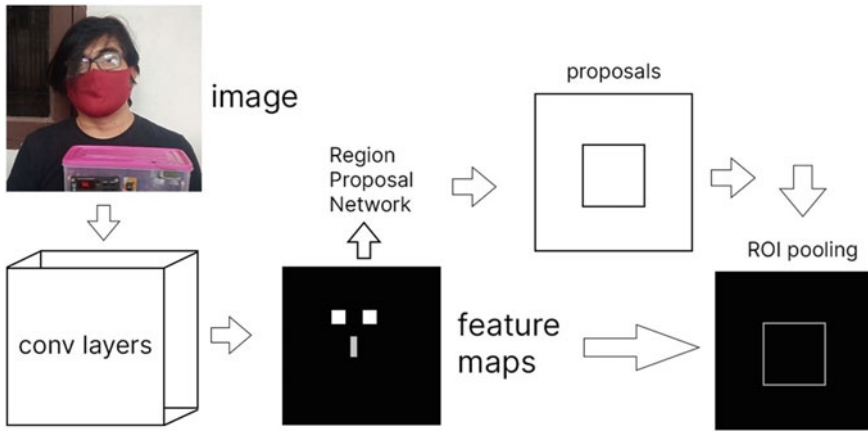 image
proposals
Region
Proposal
Network
ROI pooling
conv layers
feature
maps